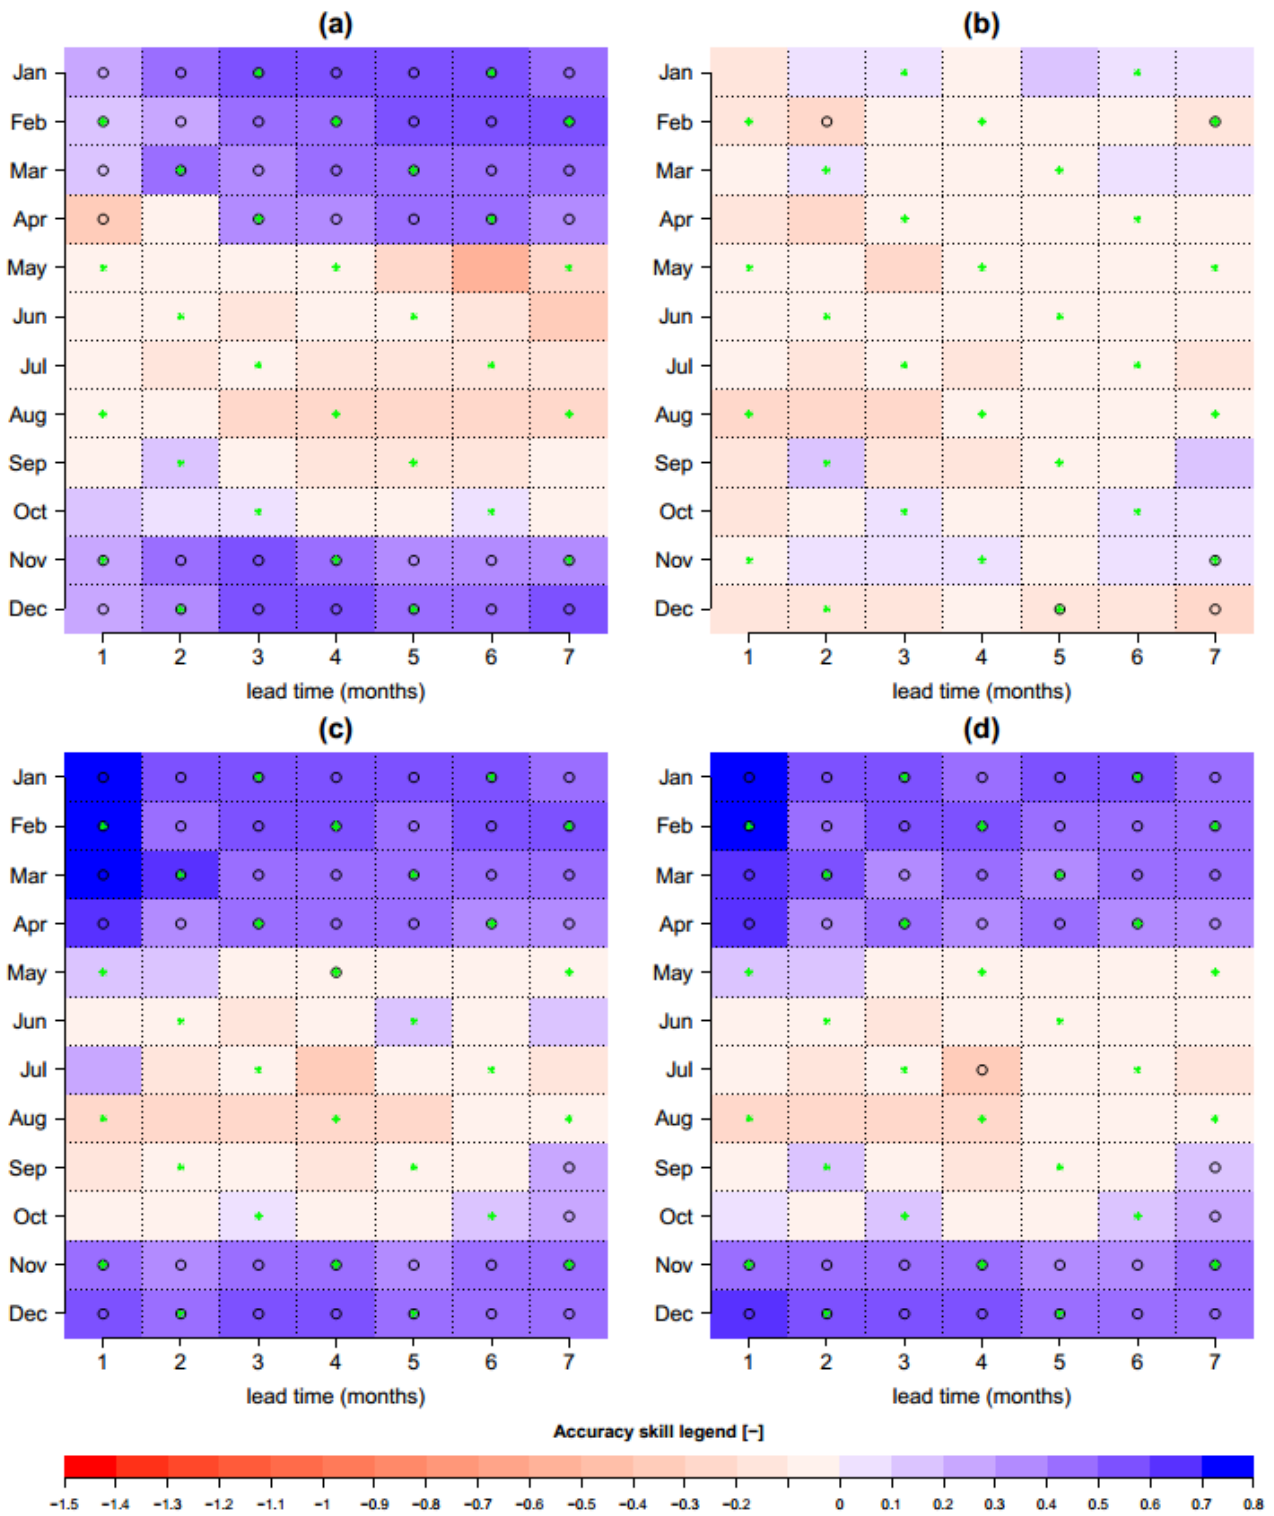 (a)
(b)
Jan
Feb
Mar
Apr
May
Jun
Jul
Aug
Sep
Oct
Nov
Dec
1 2 3 4 5 6 7
lead time (months)
Jan
Feb
Mar
Apr
May
Jun
Jul
Aug
Sep
Oct
Nov
Dec
1 2 3 4 5 6 7
lead time (months)
(c)
(d)
Jan
Feb
Mar
Apr
May
Jun
Jul
Aug
Sep
Oct
Nov
Dec
1 2 3 4 5 6 7
lead time (months)
Jan
Feb
Mar
Apr
May
Jun
Jul
Aug
Sep
Oct
Nov
Dec
1 2 3 4 5 6 7
lead time (months)
Accuracy skill legend [−]
−1.5 −1.4 −1.3 −1.2 −1.1 −1 −0.9 −0.8 −0.7 −0.6 −0.5 −0.4 −0.3 −0.2 0 0.1 0.2 0.3 0.4 0.5 0.6 0.7 0.8